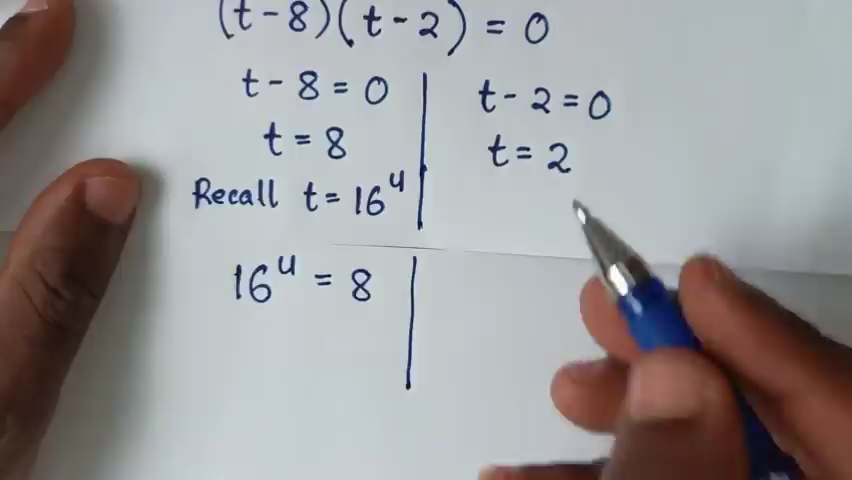 (t-8)(t-2) = 0
t-8 = 0
t = 8
Recall t = 16^u
t-2 = 0
t = 2
16^u = 8